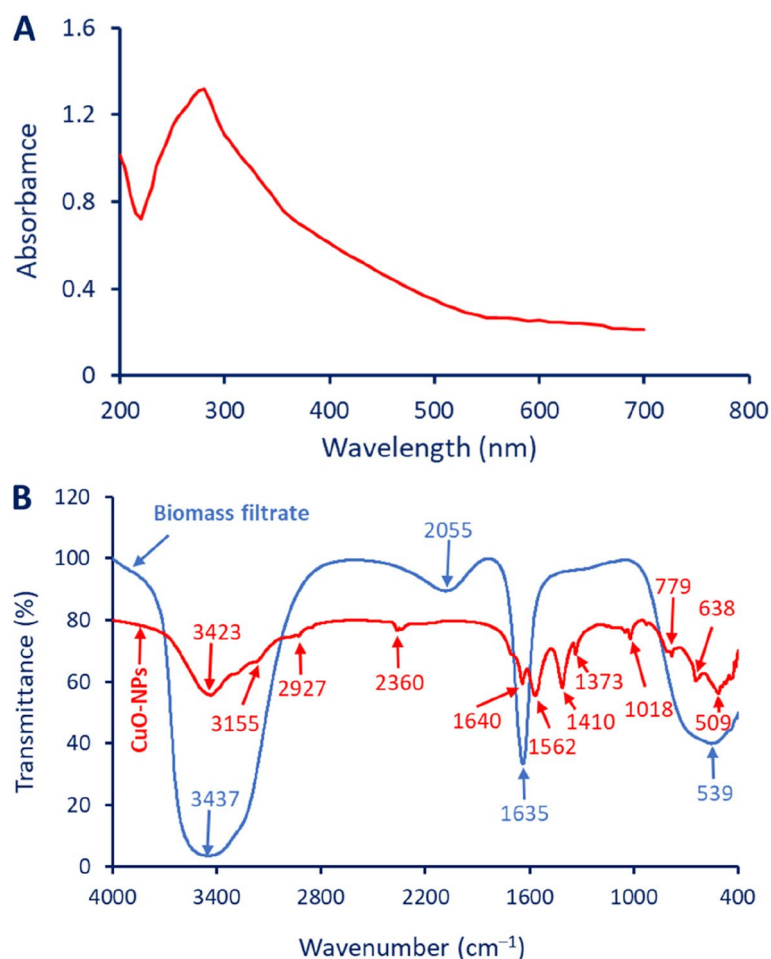 A
1.6
1.2
0.8
0.4
0
Absorbamce
200 300 400 500 600 700 800
Wavelength (nm)
B
120
100
80
60
40
20
0
Transmittance (%)
Biomass filtrate
2055
779
638
3423
CuO-NPs
3155
2927
2360
1640
1562
1410
1373
1018
509
3437
1635
539
4000 3400 2800 2200 1600 1000 400
Wavenumber (cm⁻¹)